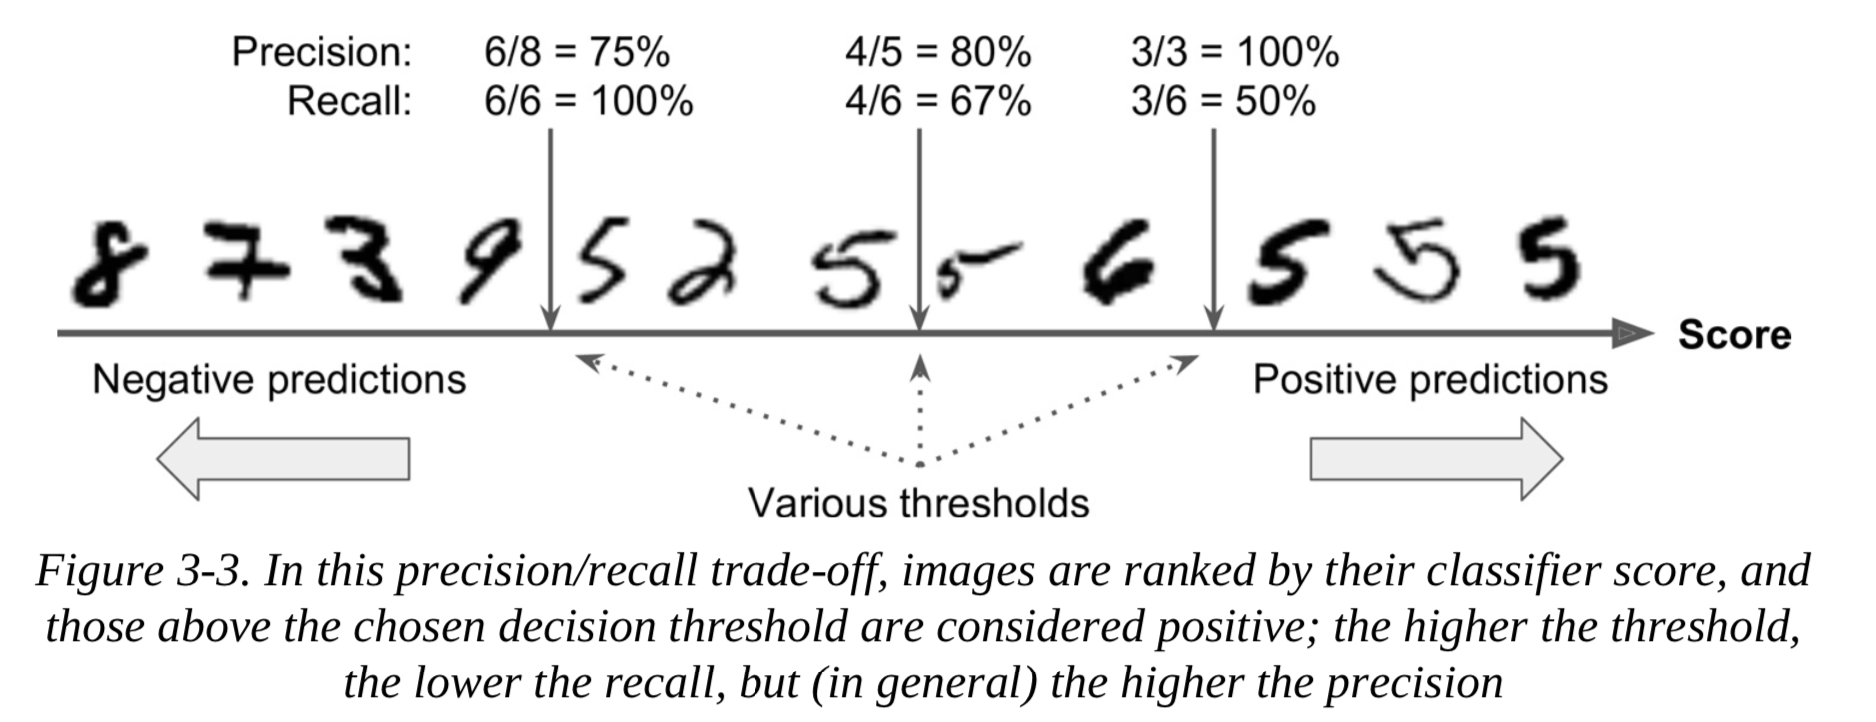 Precision: 6/8 = 75% 4/5 = 80% 3/3 = 100%
Recall: 6/6 = 100% 4/6 = 67% 3/6 = 50%
8 7 3 9 5 2 5 5 6 5 5 5
Score
Negative predictions Positive predictions
Various thresholds
Figure 3-3. In this precision/recall trade-off, images are ranked by their classifier score, and
those above the chosen decision threshold are considered positive; the higher the threshold,
the lower the recall, but (in general) the higher the precision